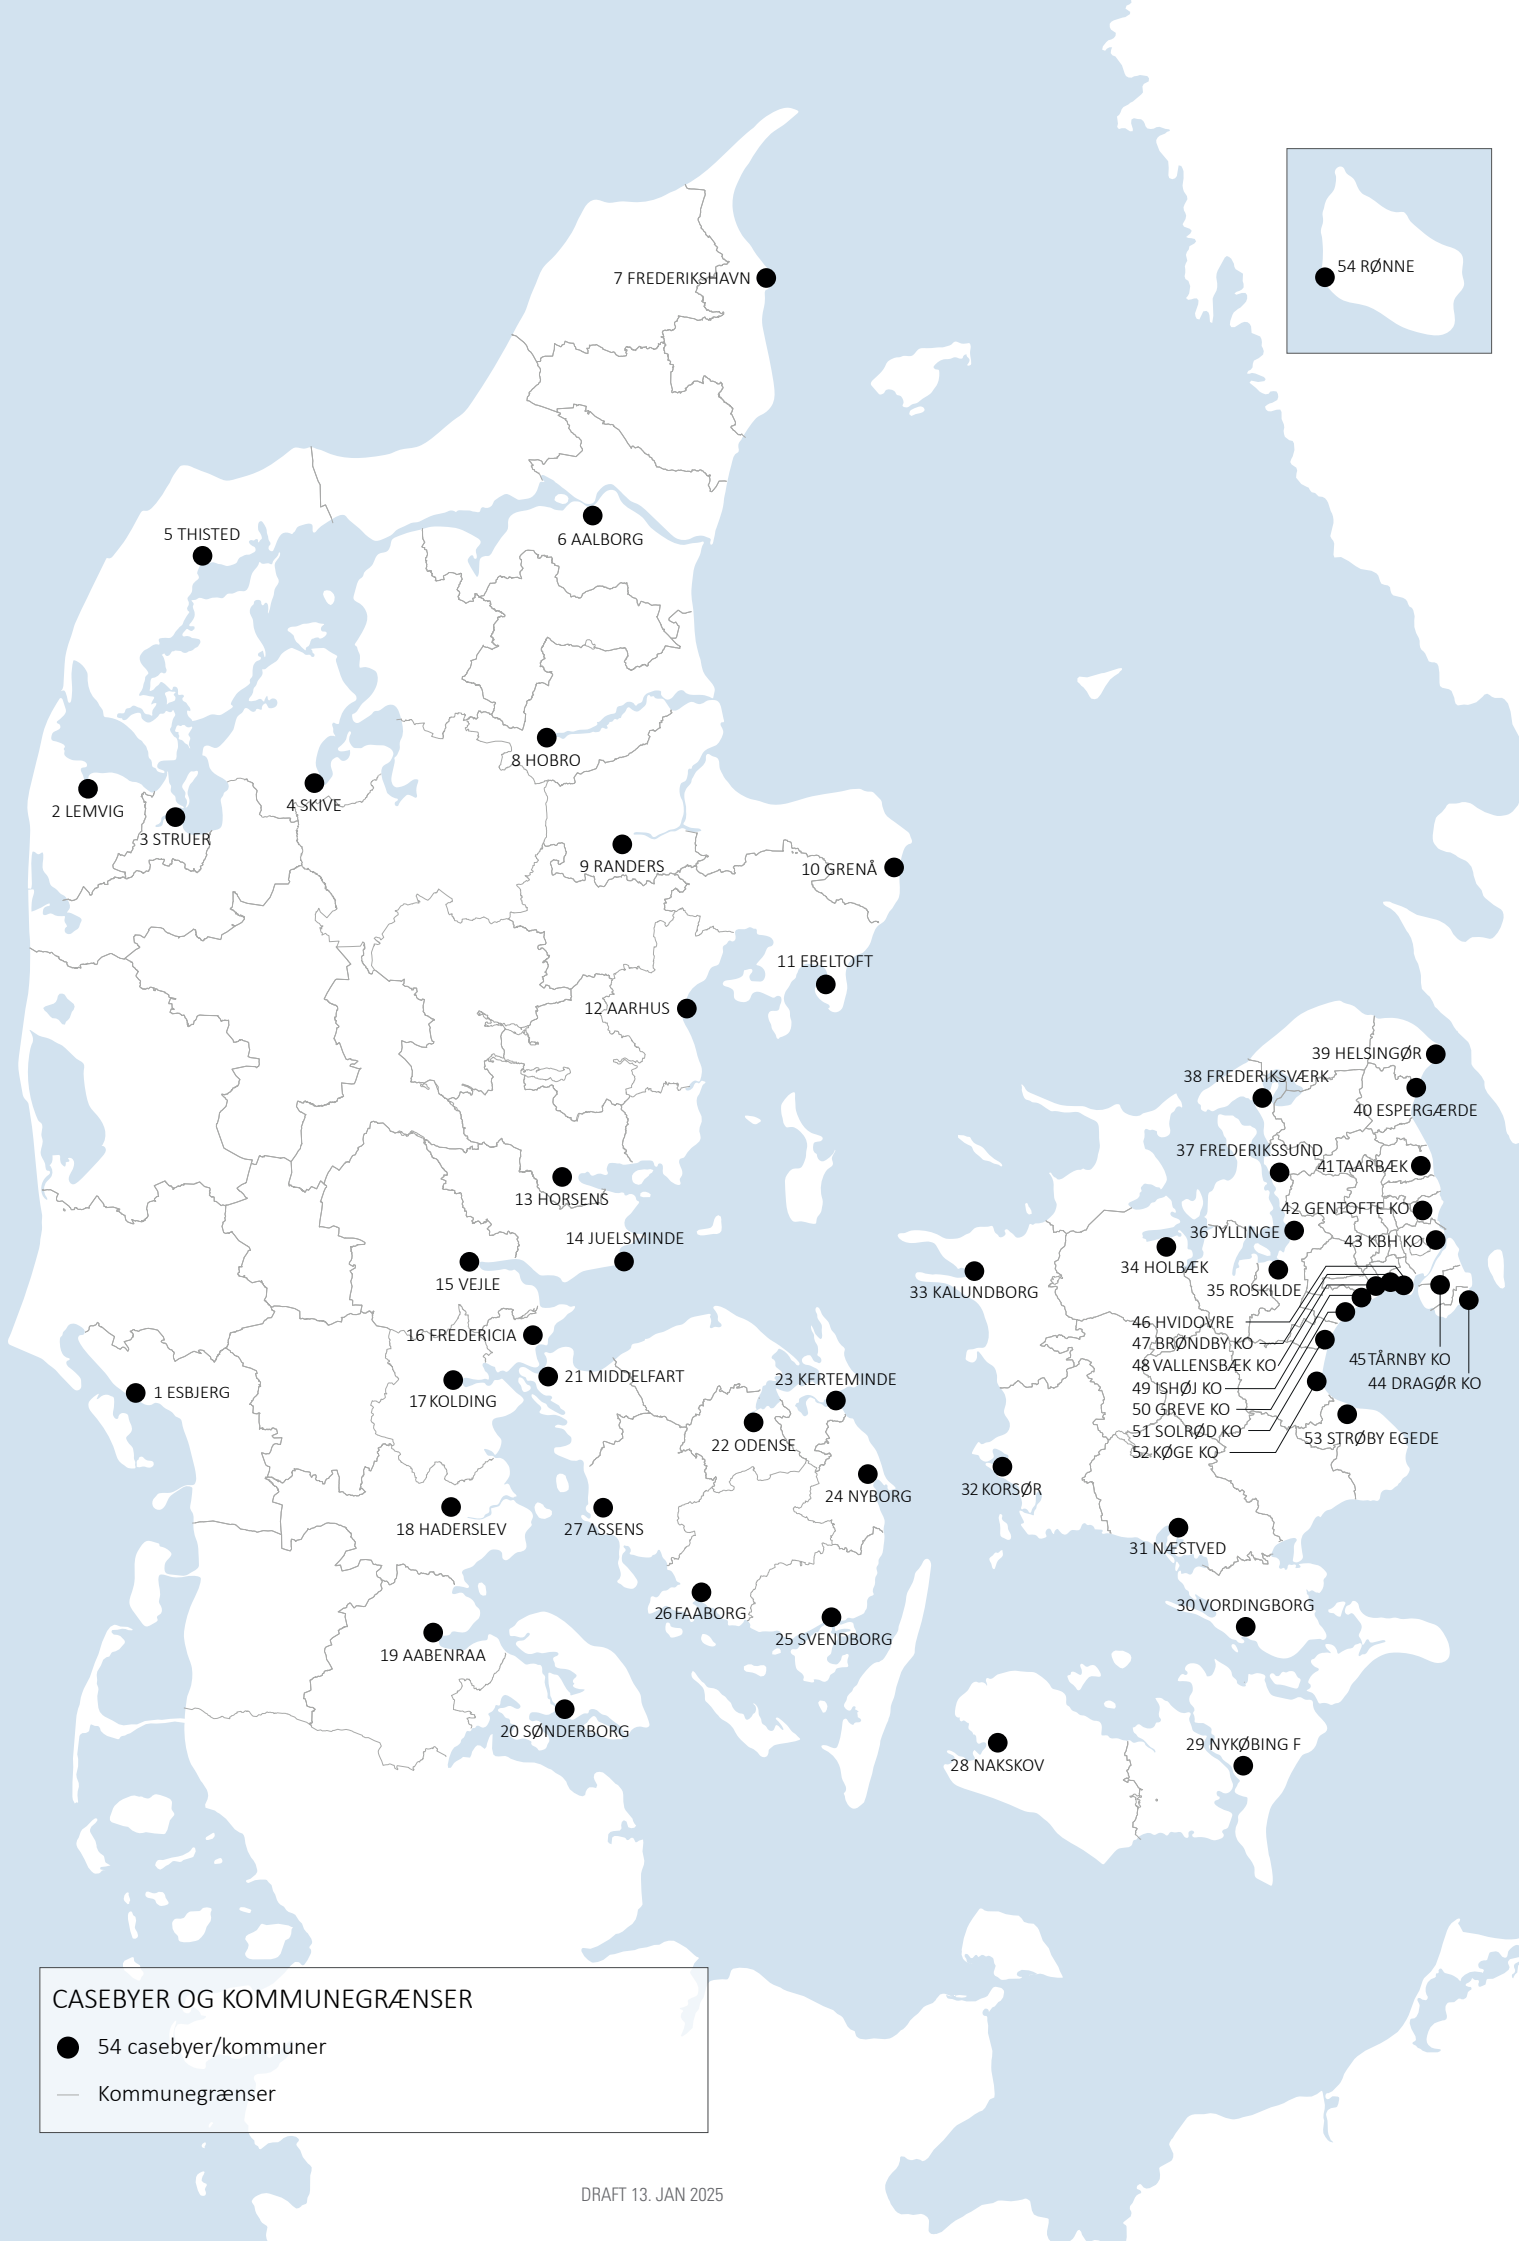 7 FREDERIKSHAVN
54 RØNNE
5 THISTED
6 AALBORG
8 HOBRO
2 LEMVIG
4 SKIVE
3 STRUER
9 RANDERS
10 GRENÅ
11 EBELTOFT
12 AARHUS
39 HELSINGØR
38 FREDERIKSVÆRK
40 ESPERGÆRDE
37 FREDERIKSSUND
41 TAARBÆK
13 HORSENS
42 GENTOFTE KO
36 JYLLINGE
43 KBH KO
14 JUELSMINDE
34 HOLBÆK
15 VEJLE
33 KALUNDBORG
35 ROSKILDE
46 HVIDOVRE
16 FREDERICIA
47 BRØNDBY KO
45 TÅRNBY KO
48 VALLENSBÆK KO
21 MIDDELFART
23 KERTEMINDE
44 DRAGØR KO
49 ISHØJ KO
1 ESBJERG
17 KOLDING
50 GREVE KO
51 SOLRØD KO
53 STRØBY EGEDE
22 ODENSE
52 KØGE KO
32 KORSØR
24 NYBORG
18 HADERSLEV
27 ASSENS
31 NÆSTVED
30 VORDINGBORG
26 FAABORG
25 SVENDBORG
19 AABENRAA
20 SØNDERBORG
29 NYKØBING F
28 NAKSKOV
CASEBYER OG KOMMUNEGRÆNSER
54 casebyer/kommuner
Kommunegrænser
DRAFT 13. JAN 2025